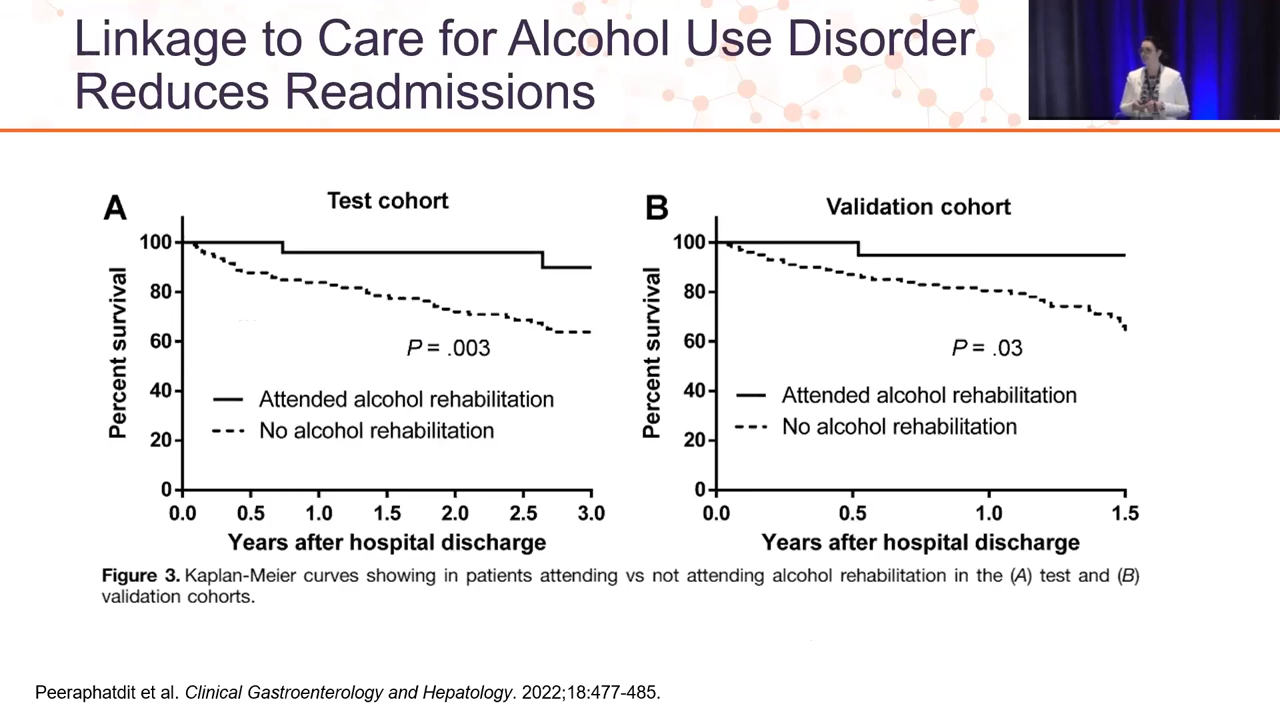 Linkage to Care for Alcohol Use Disorder
Reduces Readmissions
A
Test cohort
Percent survival
100
80
60
40
20
0
P = .003
Attended alcohol rehabilitation
No alcohol rehabilitation
0.0 0.5 1.0 1.5 2.0 2.5 3.0
Years after hospital discharge
B
Validation cohort
Percent survival
100
80
60
40
20
0
P = .03
Attended alcohol rehabilitation
No alcohol rehabilitation
0.0 0.5 1.0 1.5
Years after hospital discharge
Figure 3. Kaplan-Meier curves showing in patients attending vs not attending alcohol rehabilitation in the (A) test and (B)
validation cohorts.
Peeraphatdit et al. Clinical Gastroenterology and Hepatology. 2022;18:477-485.